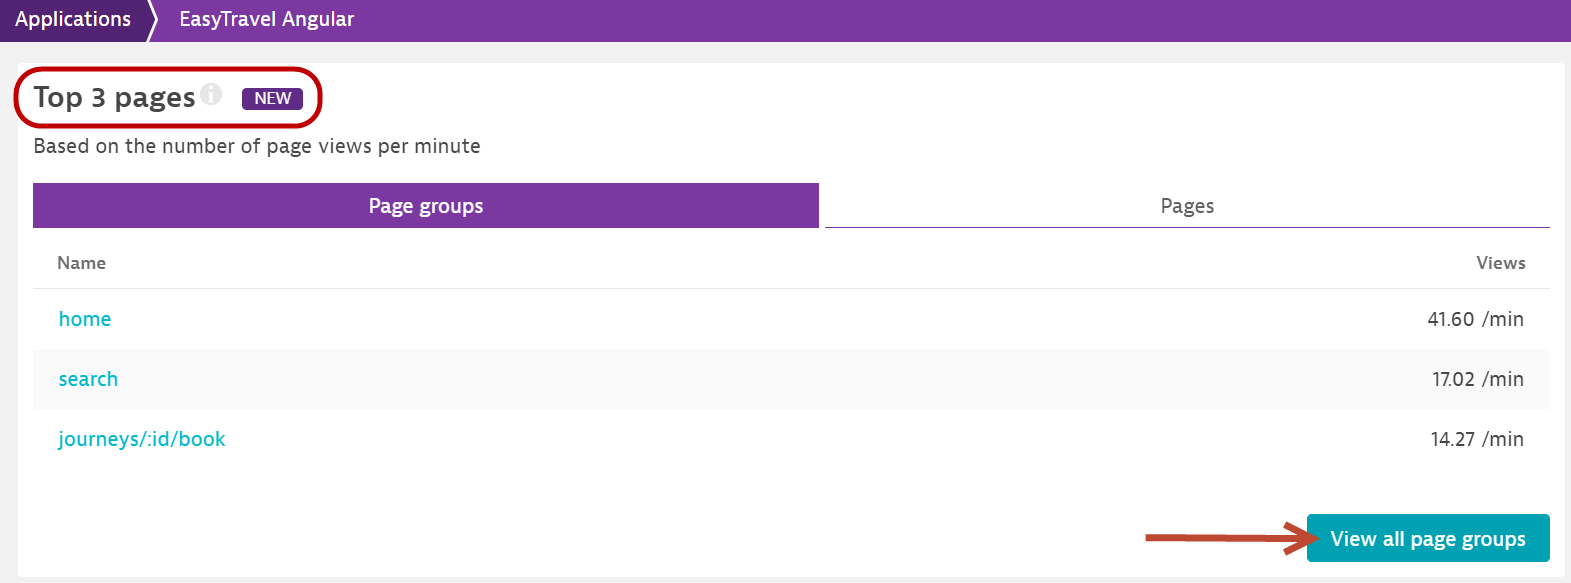 Applications EasyTravel Angular
Top 3 pages i NEW
Based on the number of page views per minute
Page groups Pages
Name Views
home 41.60 /min
search 17.02 /min
journeys/:id/book 14.27 /min
View all page groups